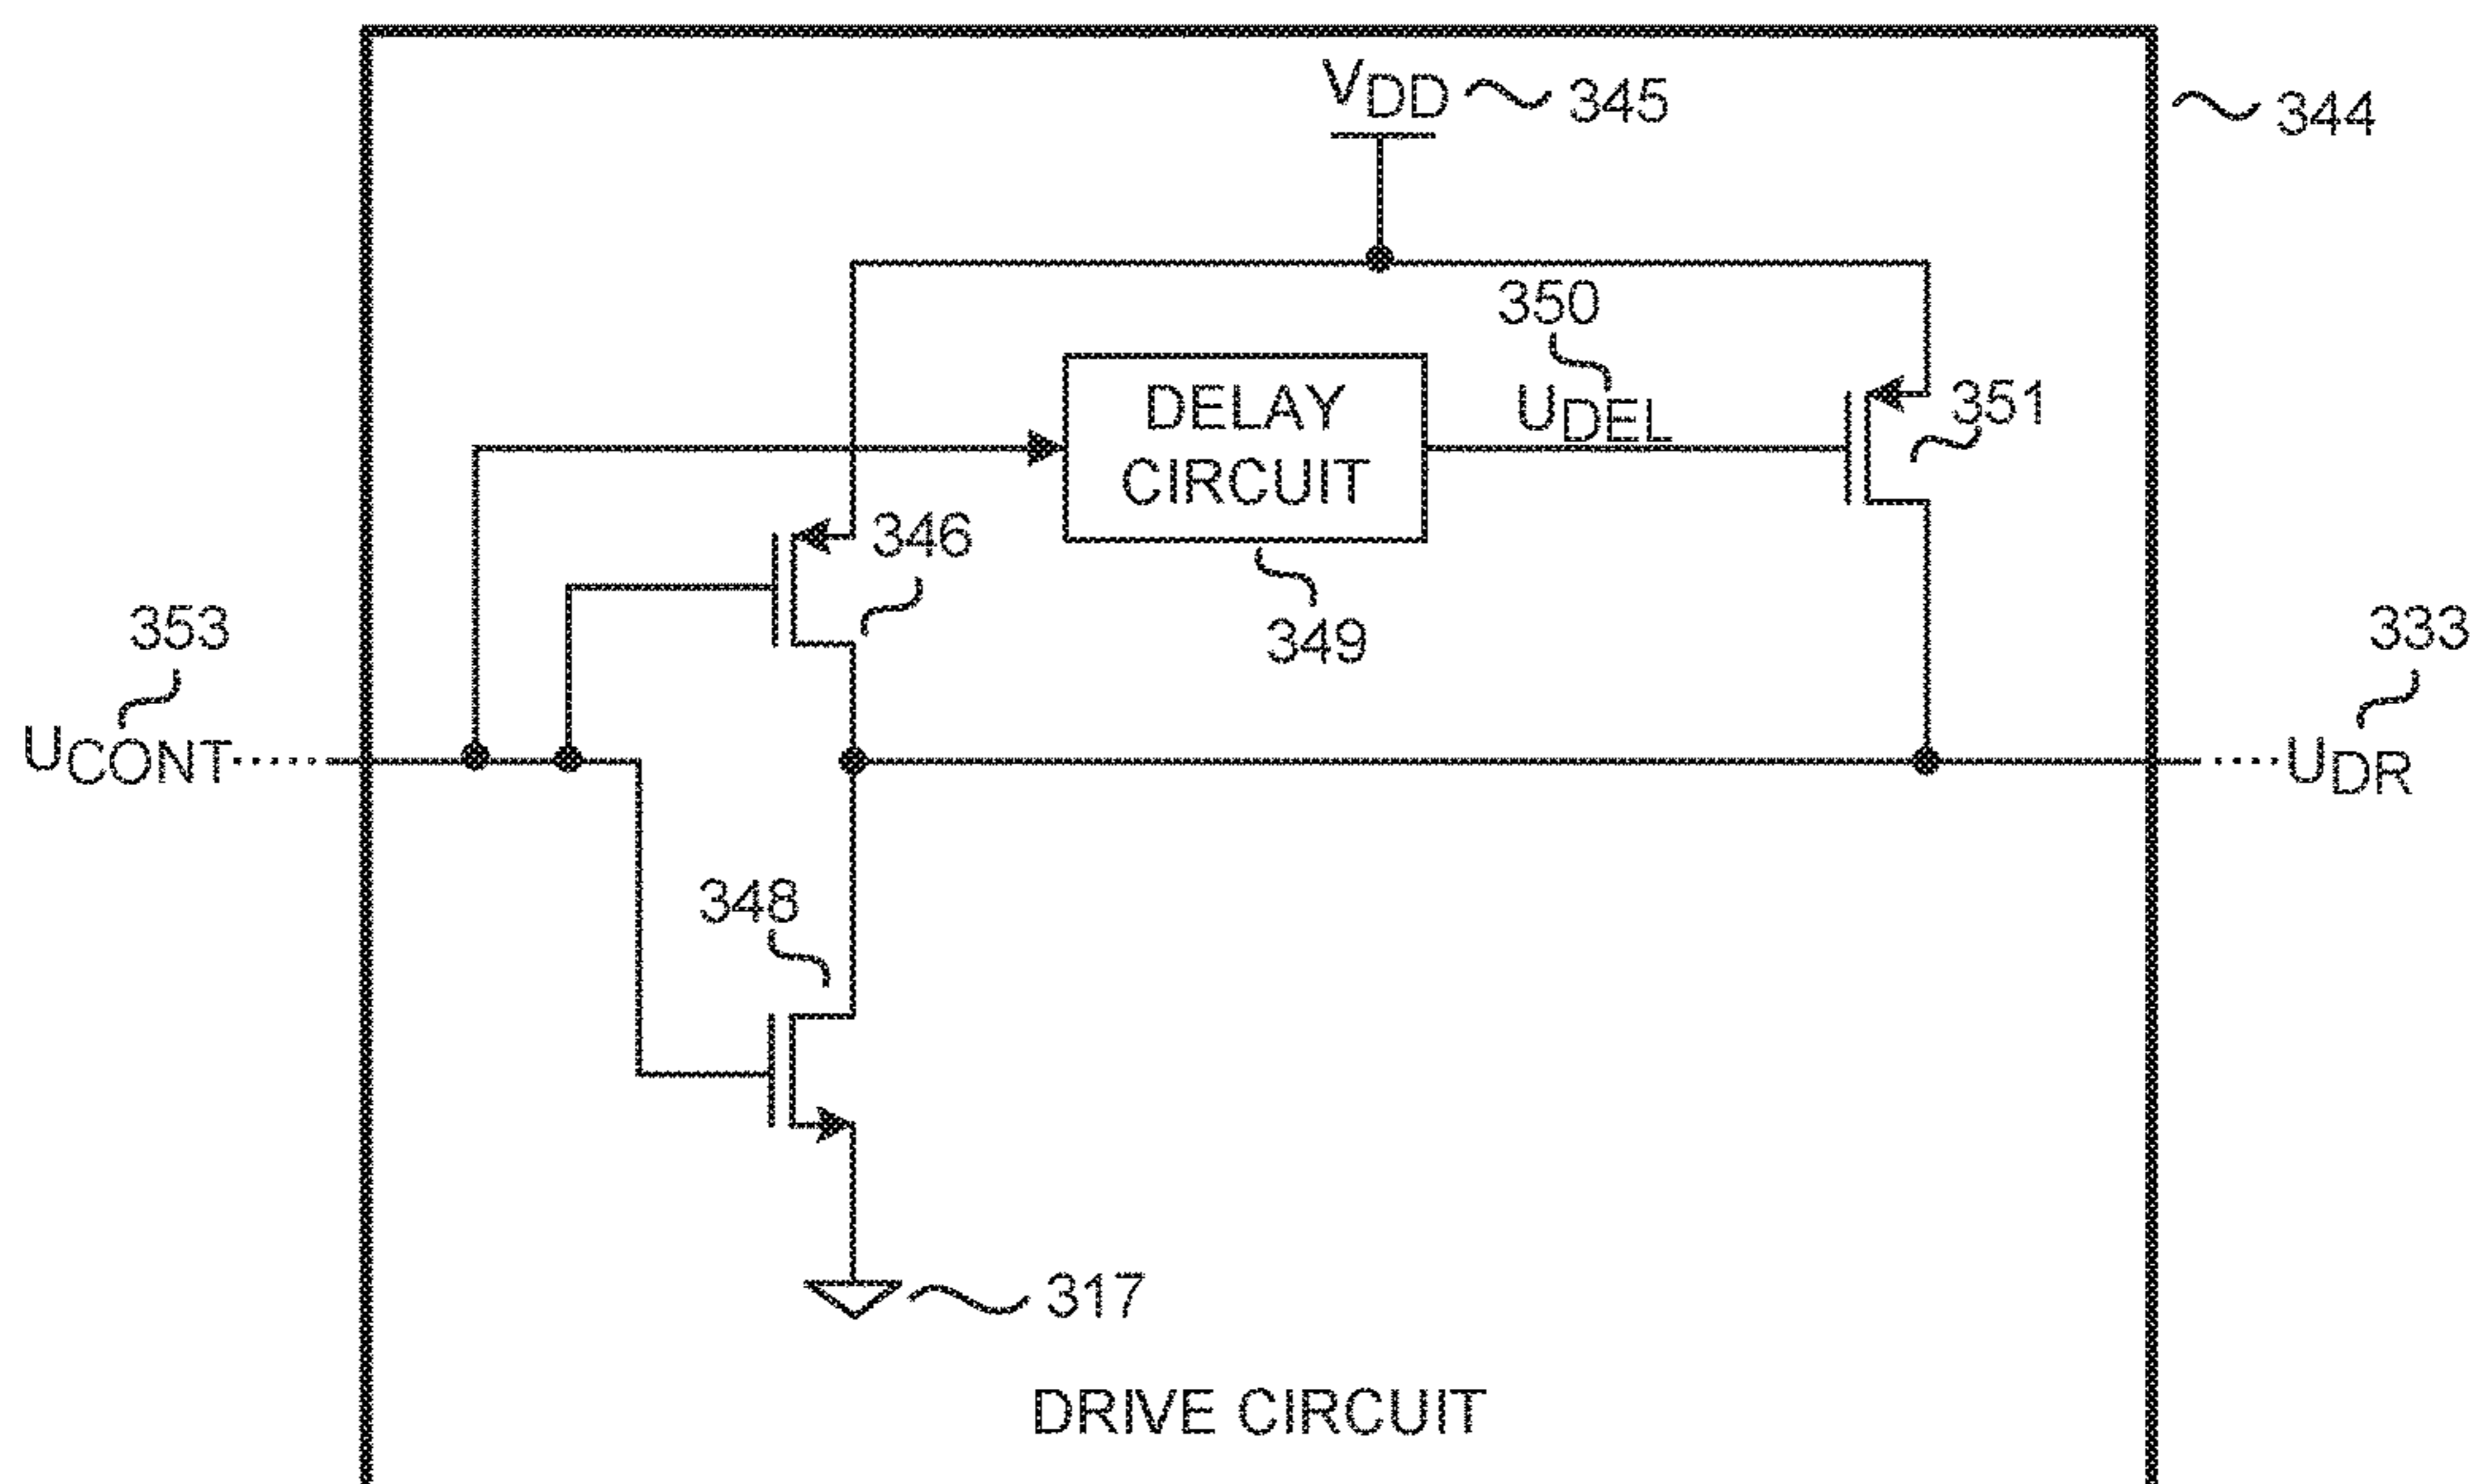 VDD 345
344
350
DELAY CIRCUIT
UDEL
351
346
349
353
UCONT
333
UDR
348
317
DRIVE CIRCUIT